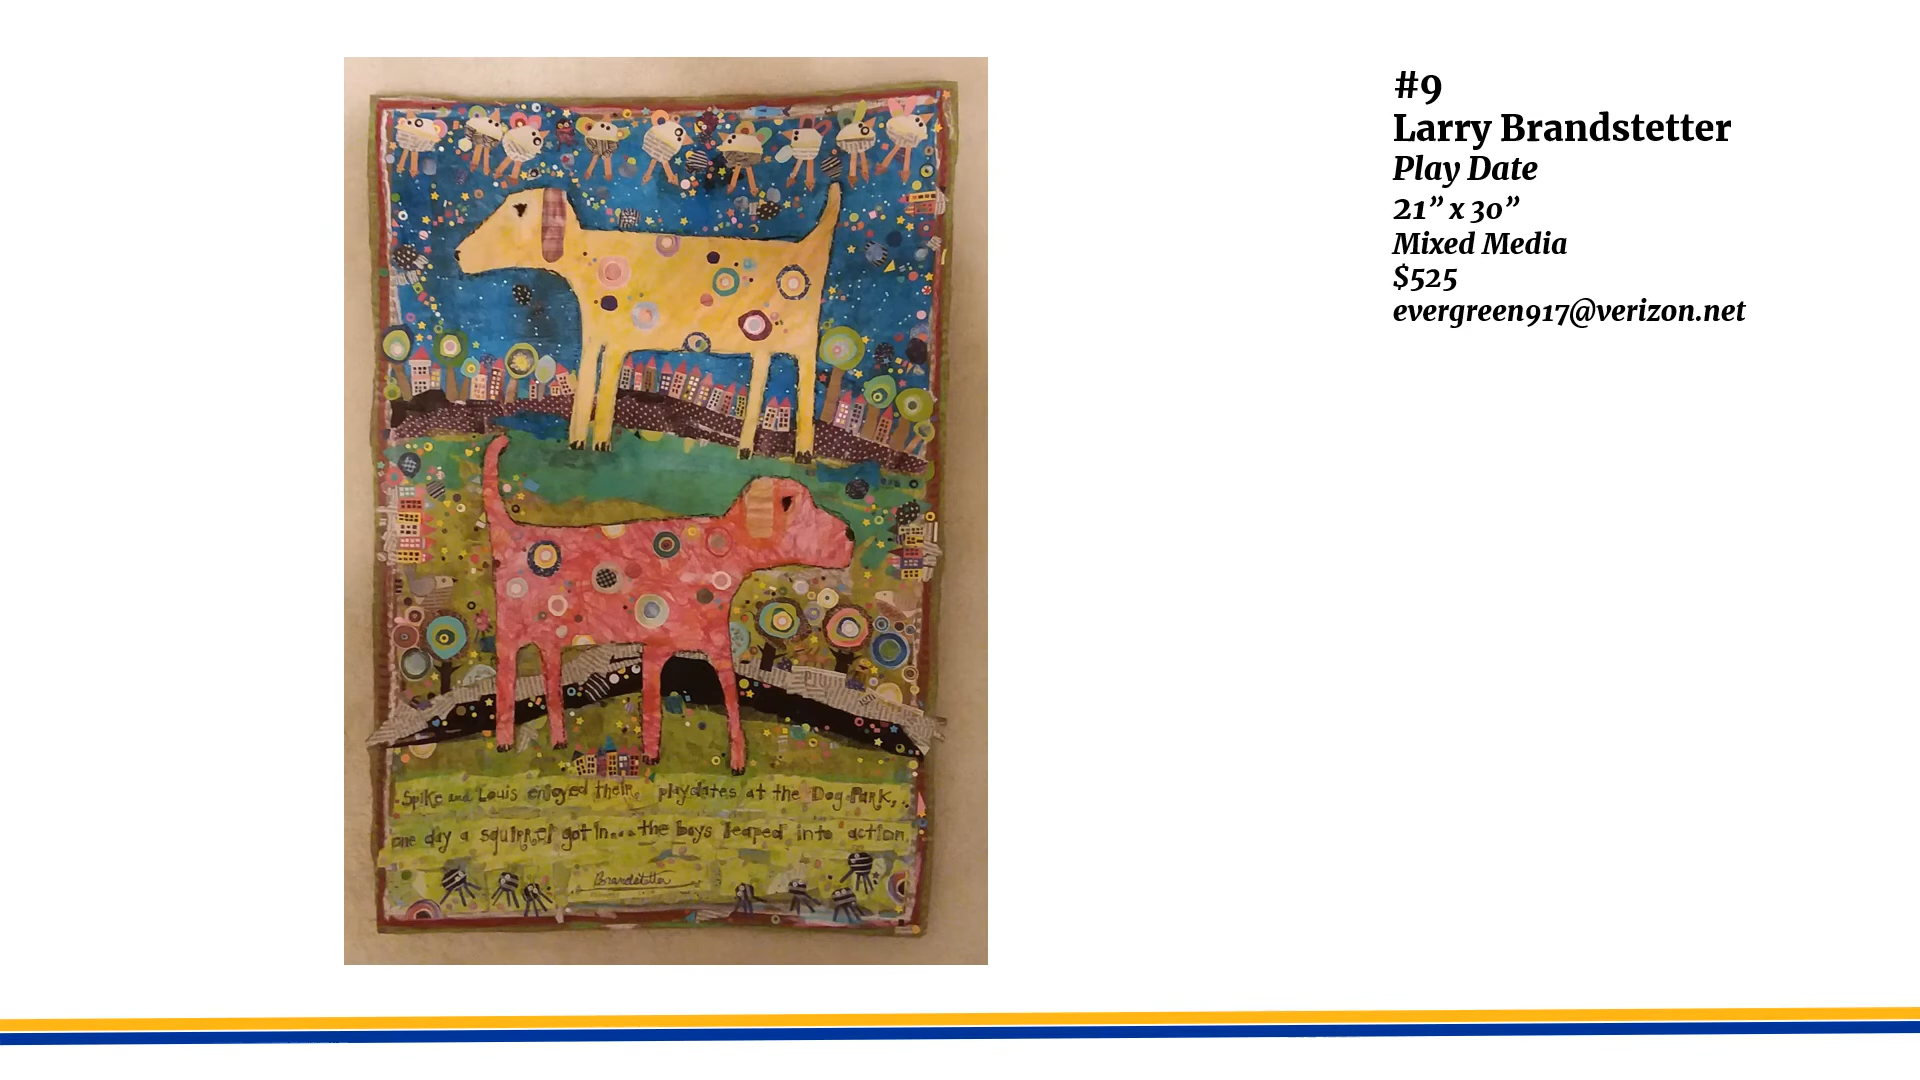 #9
Larry Brandstetter
Play Date
21” x 30”
Mixed Media
$525
evergreen917@verizon.net
Spike and Louis enjoyed their playdates at the Dog Park,
one day a squirrel got in...the boys leaped into action.
Brandstetter